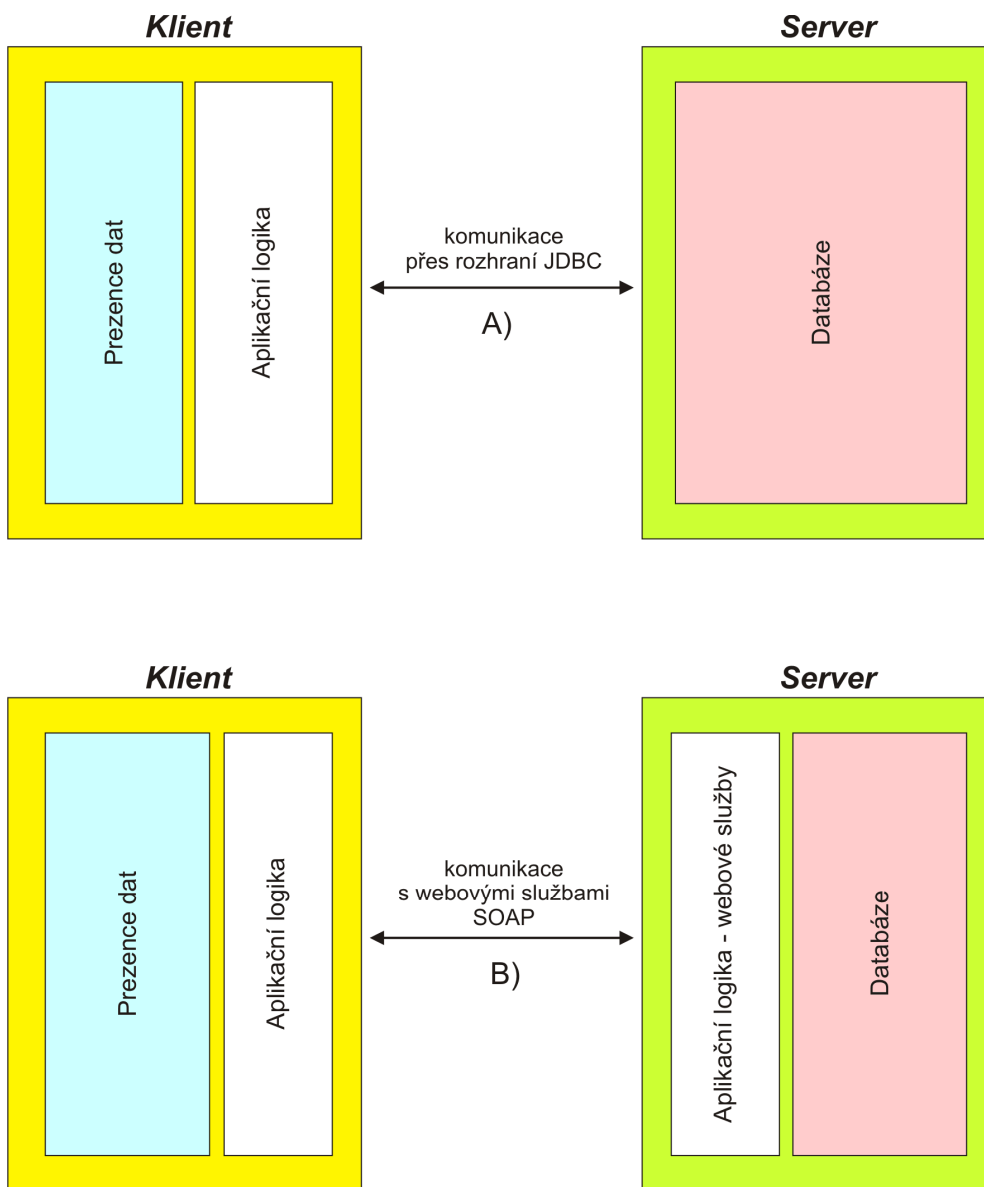 Klient
Server
Prezence dat
Aplikační logika
komunikace
přes rozhraní JDBC
A)
Databáze
Klient
Server
Prezence dat
Aplikační logika
komunikace
s webovými službami
SOAP
B)
Aplikační logika - webové služby
Databáze